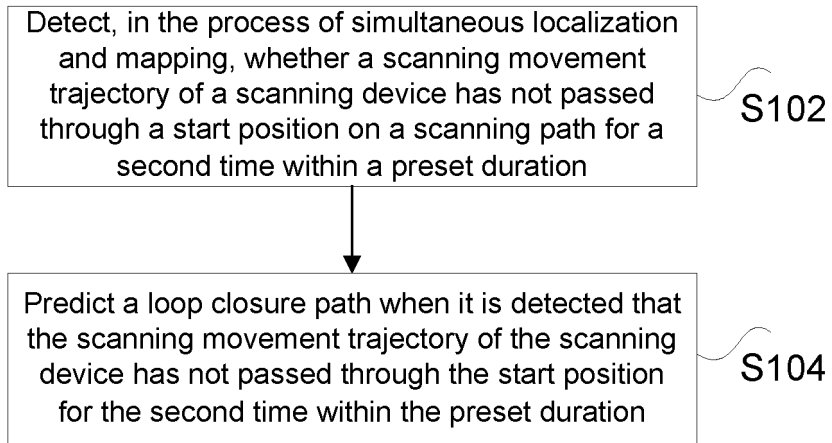 Detect, in the process of simultaneous localization
and mapping, whether a scanning movement
trajectory of a scanning device has not passed
through a start position on a scanning path for a
second time within a preset duration
S102
Predict a loop closure path when it is detected that
the scanning movement trajectory of the scanning
device has not passed through the start position
for the second time within the preset duration
S104